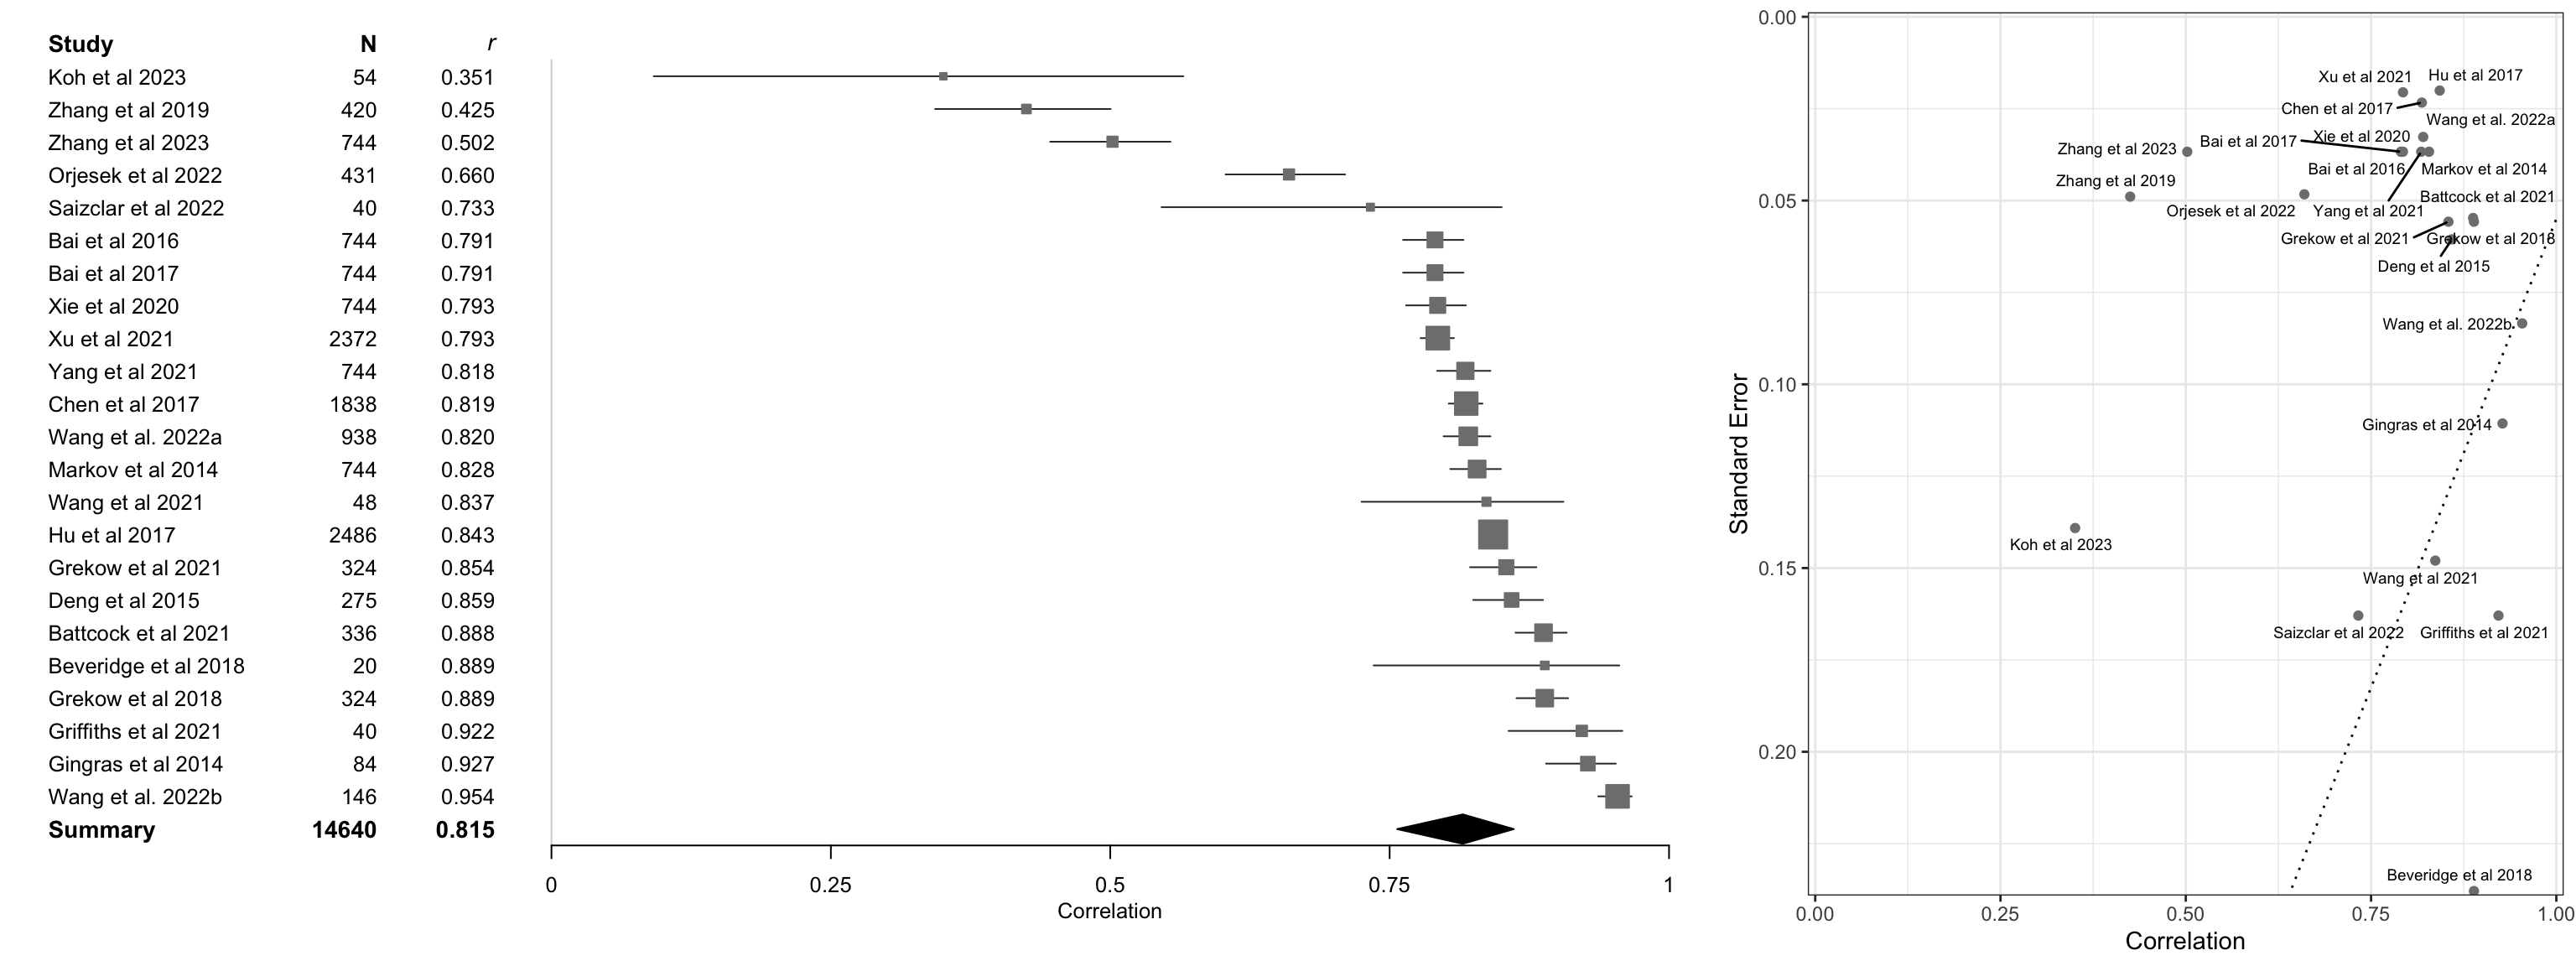 Study N r
Koh et al 2023 54 0.351
Zhang et al 2019 420 0.425
Zhang et al 2023 744 0.502
Orjesek et al 2022 431 0.660
Saizclar et al 2022 40 0.733
Bai et al 2016 744 0.791
Bai et al 2017 744 0.791
Xie et al 2020 744 0.793
Xu et al 2021 2372 0.793
Yang et al 2021 744 0.818
Chen et al 2017 1838 0.819
Wang et al. 2022a 938 0.820
Markov et al 2014 744 0.828
Wang et al 2021 48 0.837
Hu et al 2017 2486 0.843
Grekow et al 2021 324 0.854
Deng et al 2015 275 0.859
Battcock et al 2021 336 0.888
Beveridge et al 2018 20 0.889
Grekow et al 2018 324 0.889
Griffiths et al 2021 40 0.922
Gingras et al 2014 84 0.927
Wang et al. 2022b 146 0.954
Summary 14640 0.815
0 0.25 0.5 0.75 1
Correlation
Standard Error
0.00
0.05
0.10
0.15
0.20
Xu et al 2021
Hu et al 2017
Chen et al 2017
Wang et al. 2022a
Xie et al 2020
Bai et al 2017
Zhang et al 2023
Bai et al 2016
Markov et al 2014
Zhang et al 2019
Battcock et al 2021
Orjesek et al 2022
Yang et al 2021
Grekow et al 2021
Grekow et al 2018
Deng et al 2015
Wang et al. 2022b
Gingras et al 2014
Koh et al 2023
Wang et al 2021
Saizclar et al 2022
Griffiths et al 2021
Beveridge et al 2018
0.00 0.25 0.50 0.75 1.00
Correlation